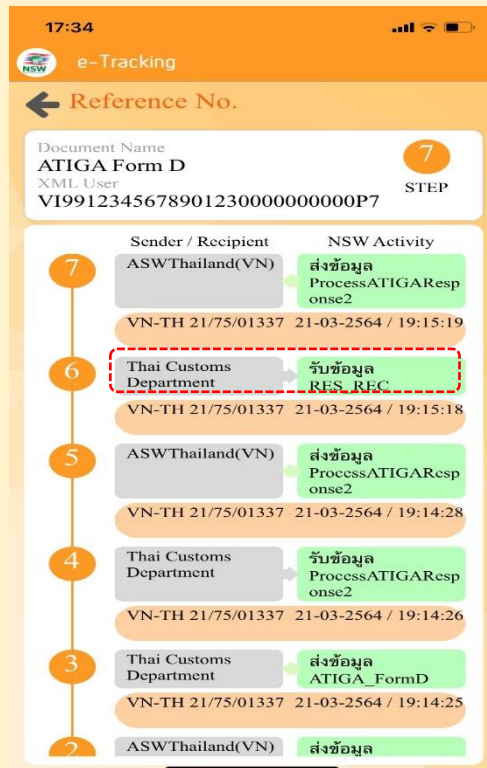 17:34
NSW
e-Tracking
Reference No.
Document Name
ATIGA Form D
7
XML User
STEP
VI9912345678901230000000000P7
Sender / Recipient NSW Activity
7 ASWThailand(VN) ส่งข้อมูล
ProcessATIGAResp
onse2
VN-TH 21/75/01337 21-03-2564 / 19:15:19
6 Thai Customs รับข้อมูล
Department RES_REC
VN-TH 21/75/01337 21-03-2564 / 19:15:18
5 ASWThailand(VN) ส่งข้อมูล
ProcessATIGAResp
onse2
VN-TH 21/75/01337 21-03-2564 / 19:14:28
4 Thai Customs รับข้อมูล
Department ProcessATIGAResp
onse2
VN-TH 21/75/01337 21-03-2564 / 19:14:26
3 Thai Customs ส่งข้อมูล
Department ATIGA_FormD
VN-TH 21/75/01337 21-03-2564 / 19:14:25
2 ASWThailand(VN) ส่งข้อมูล